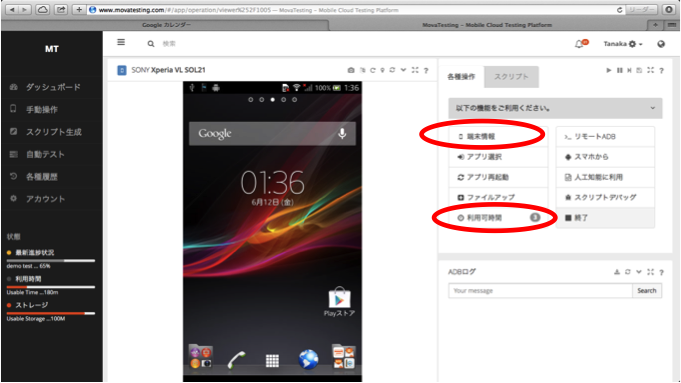 www.movatesting.com/#/app/operation/viewer%252F1005 — MovaTesting - Mobile Cloud Testing Platform
リーダー
Google カレンダー
MovaTesting - Mobile Cloud Testing Platform
MT
検索
Tanaka
ダッシュボード
手動操作
スクリプト生成
自動テスト
各種履歴
アカウント
状態
最新進捗状況
demo test ... 65%
利用時間
Usable Time ...180m
ストレージ
Usable Storage ...100M
SONY Xperia VL SOL21
100% 1:36
Google
01:36
6月12日 (金)
Playストア
各種操作
スクリプト
以下の機能をご利用ください。
端末情報
リモートADB
アプリ選択
スマホから
アプリ再起動
人工知能に利用
ファイルアップ
スクリプトデバッグ
利用可時間 3
終了
ADBログ
Your message
Search